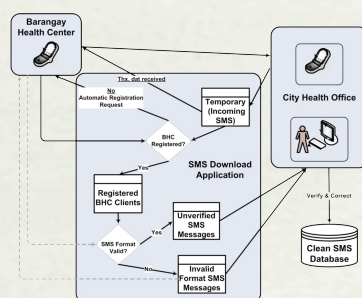 Barangay
Health Center
Thx. dat received
No
Automatic Registration
Request
Temporary
(Incoming
SMS)
City Health Office
BHC
Registered?
SMS Download
Application
Yes
Registered
BHC Clients
Unverified
SMS
Messages
Verify & Correct
SMS Format
Valid?
Yes
No
Invalid
Format SMS
Messages
Clean SMS
Database